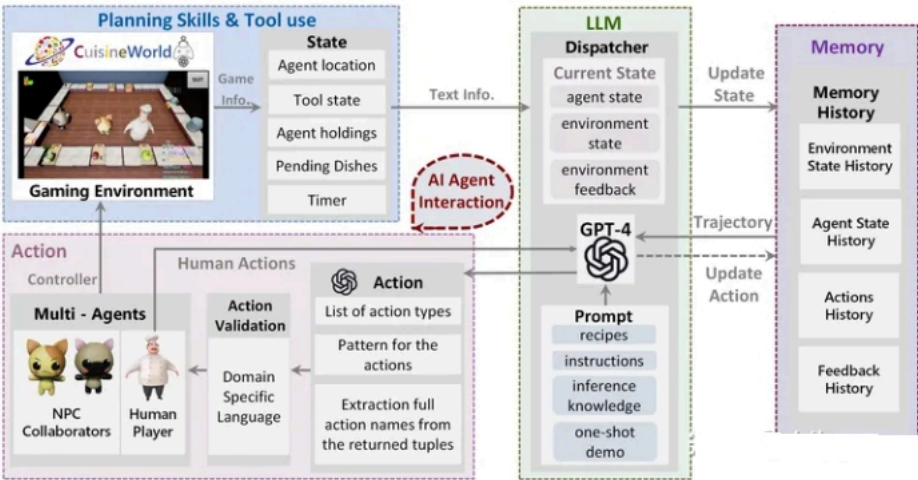 Planning Skills & Tool use
CuisineWorld
Gaming Environment
Game
Info.
State
Agent location
Tool state
Agent holdings
Pending Dishes
Timer
Text Info.
LLM
Dispatcher
Current State
agent state
environment
state
environment
feedback
GPT-4
Prompt
recipes
instructions
inference
knowledge
one-shot
demo
Update
State
Trajectory
Update
Action
Memory
Memory
History
Environment
State History
Agent State
History
Actions
History
Feedback
History
AI Agent
Interaction
Action
Controller
Human Actions
Multi - Agents
NPC
Collaborators
Human
Player
Action
Validation
Domain
Specific
Language
Action
List of action types
Pattern for the
actions
Extraction full
action names from
the returned tuples